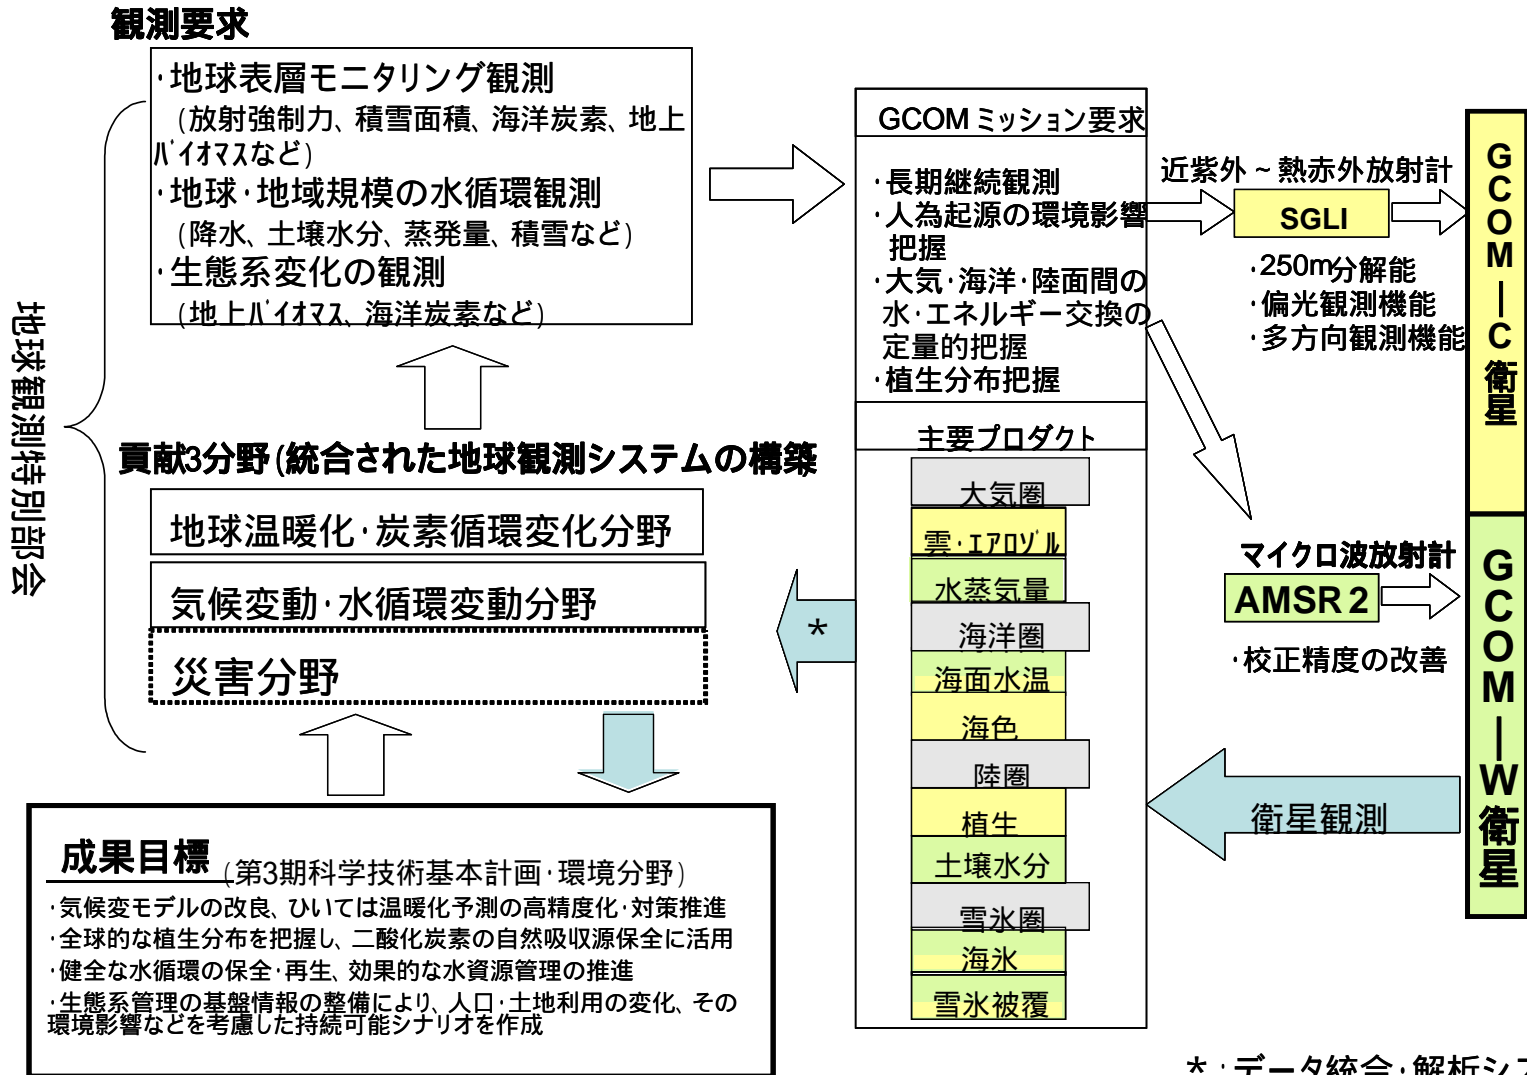 観測要求
・地球表層モニタリング観測
(放射強制力、積雪面積、海洋炭素、地上
バイオマスなど)
・地球・地域規模の水循環観測
(降水、土壌水分、蒸発量、積雪など)
・生態系変化の観測
(地上バイオマス、海洋炭素など)
地球観測特別部会
貢献3分野(統合された地球観測システムの構築
地球温暖化・炭素循環変化分野
気候変動・水循環変動分野
災害分野
成果目標 (第3期科学技術基本計画・環境分野)
・気候変モデルの改良、ひいては温暖化予測の高精度化・対策推進
・全球的な植生分布を把握し、二酸化炭素の自然吸収源保全に活用
・健全な水循環の保全・再生、効果的な水資源管理の推進
・生態系管理の基盤情報の整備により、人口・土地利用の変化、その
環境影響などを考慮した持続可能シナリオを作成
*
GCOM ミッション要求
・長期継続観測
・人為起源の環境影響
把握
・大気・海洋・陸面間の
水・エネルギー交換の
定量的把握
・植生分布把握
主要プロダクト
大気圏
雲・エアロゾル
水蒸気量
海洋圏
海面水温
海色
陸圏
植生
土壌水分
雪氷圏
海氷
雪氷被覆
近紫外~熱赤外放射計
SGLI
・250m分解能
・偏光観測機能
・多方向観測機能
マイクロ波放射計
AMSR 2
・校正精度の改善
衛星観測
GCOM—C衛星
GCOM—W衛星
*:データ統合・解析シス